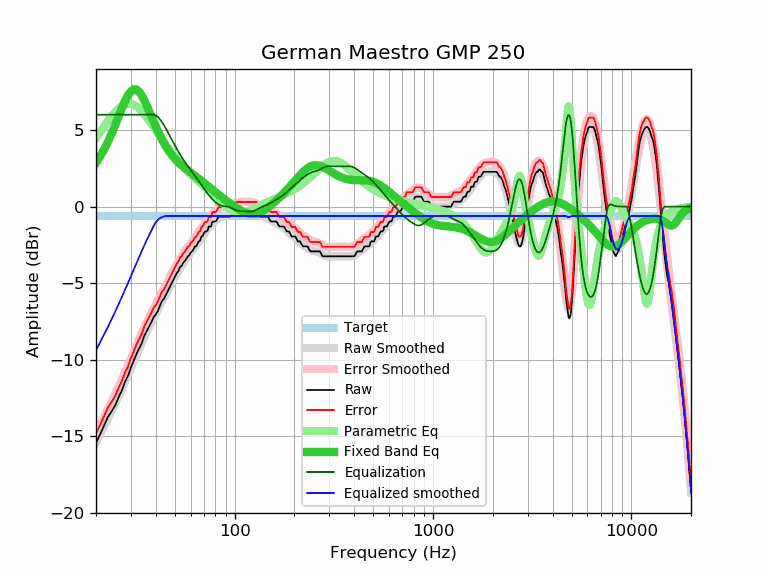 German Maestro GMP 250
Amplitude (dBr)
5
0
−5
−10
−15
−20
Target
Raw Smoothed
Error Smoothed
Raw
Error
Parametric Eq
Fixed Band Eq
Equalization
Equalized smoothed
100
1000
10000
Frequency (Hz)